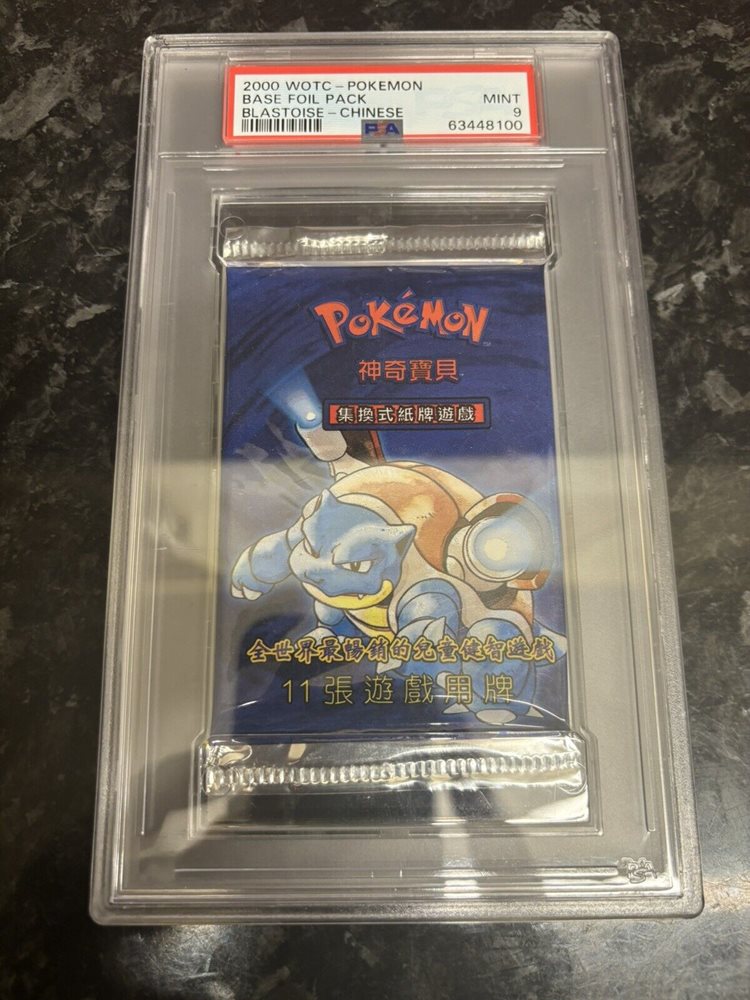 2000 WOTC - POKEMON
BASE FOIL PACK MINT
BLASTOISE - CHINESE 9
PSA 63448100
POKéMON
神奇寶貝
集換式紙牌遊戲
全世界最暢銷的兒童健智遊戲
11張遊戲用牌